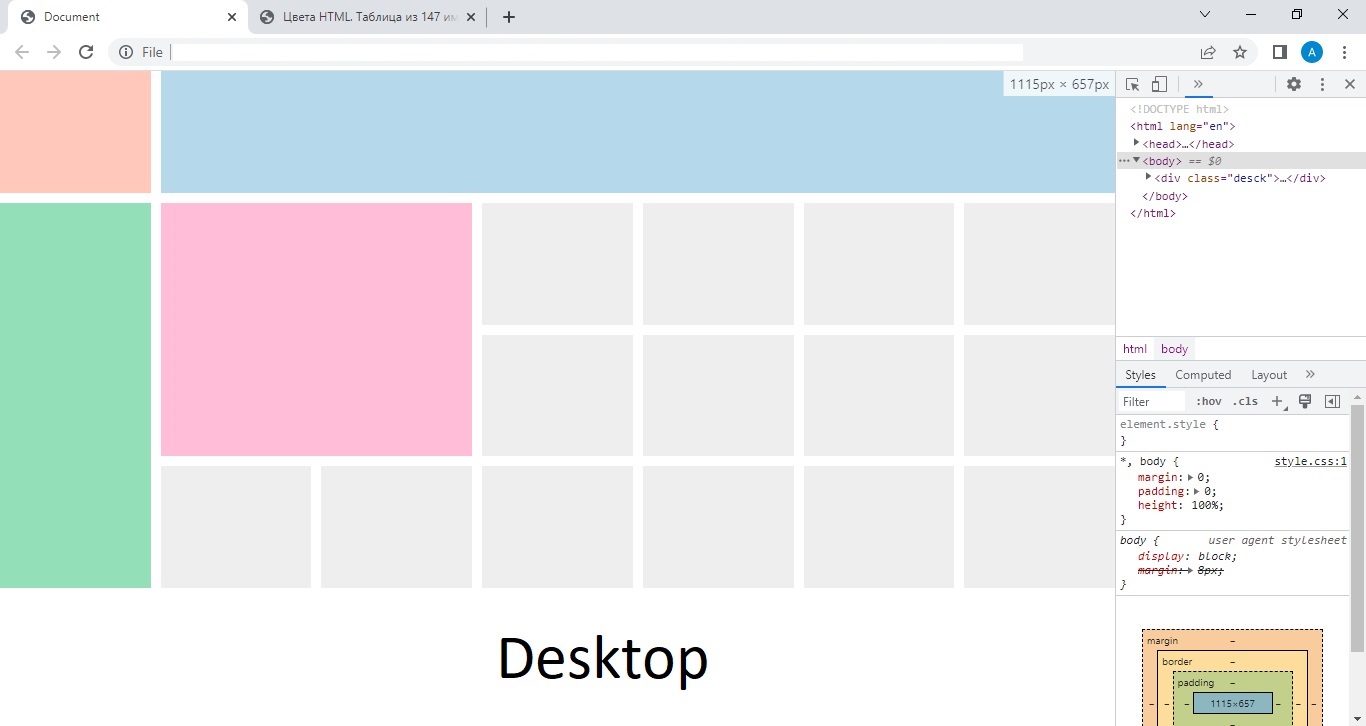 Document
Цвета HTML. Таблица из 147 им
File
1115px × 657px
<!DOCTYPE html>
<html lang="en">
<head>…</head>
<body> == $0
<div class="desck">…</div>
</body>
</html>
html body
Styles Computed Layout
Filter :hov .cls
element.style {
}
*, body { style.css:1
margin: 0;
padding: 0;
height: 100%;
}
body { user agent stylesheet
display: block;
margin: 8px;
}
margin –
border –
padding –
– – – 1115×657 – – –
Desktop
A